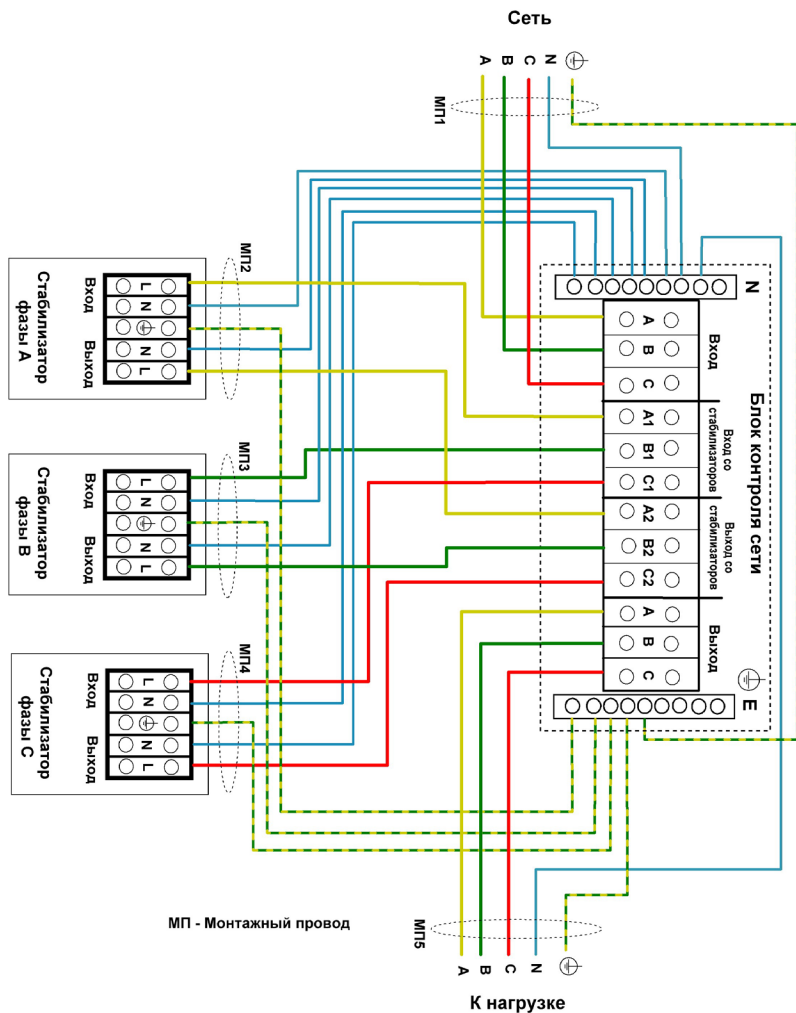 Сеть
A
B
C
N
МП1
МП2
Стабилизатор
фазы А
Вход
Выход
L
N
N
L
МП3
Стабилизатор
фазы В
Вход
Выход
L
N
N
L
МП4
Стабилизатор
фазы С
Вход
Выход
L
N
N
L
Блок контроля сети
N
Вход
A
B
C
Вход со
стабилизаторов
A1
B1
C1
Выход со
стабилизаторов
A2
B2
C2
Выход
A
B
C
E
МП - Монтажный провод
МП5
A
B
C
N
К нагрузке